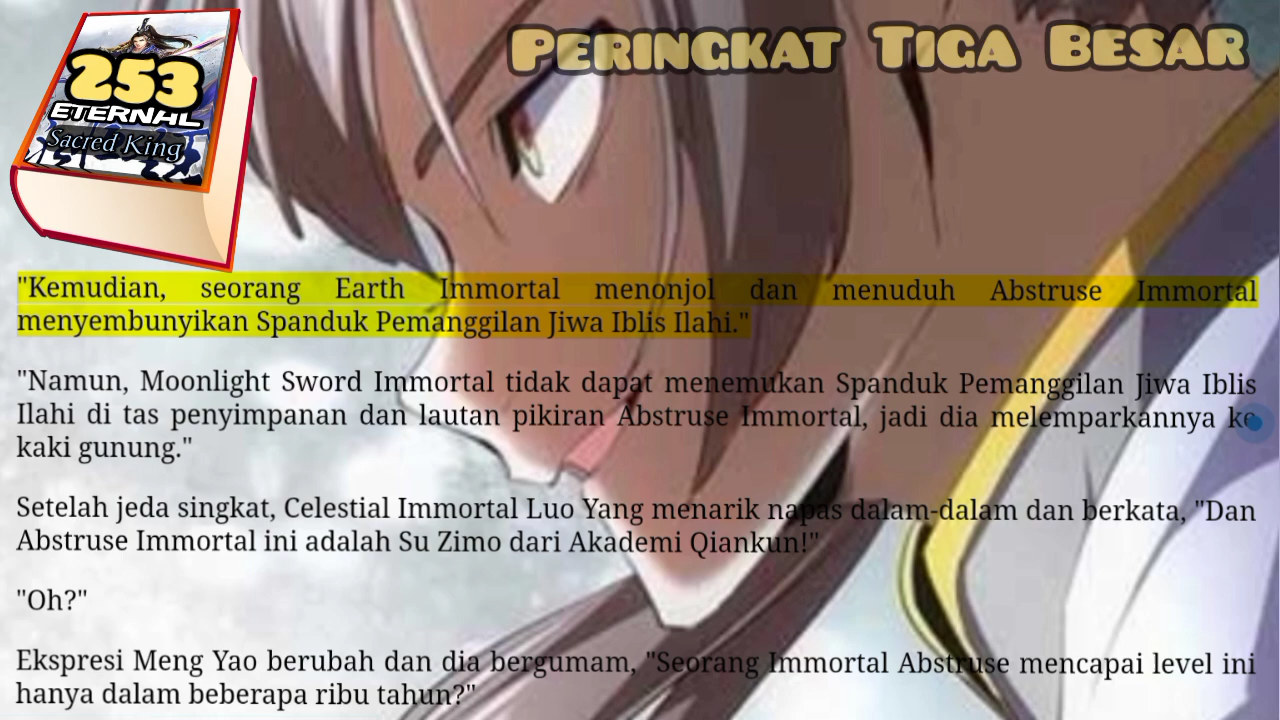 PERINGKAT TIGA BESAR
253
ETERNAL
Sacred King
"Kemudian, seorang Earth Immortal menonjol dan menuduh Abstruse Immortal
menyembunyikan Spanduk Pemanggilan Jiwa Iblis Ilahi."
"Namun, Moonlight Sword Immortal tidak dapat menemukan Spanduk Pemanggilan Jiwa Iblis
Ilahi di tas penyimpanan dan lautan pikiran Abstruse Immortal, jadi dia melemparkannya ke
kaki gunung."
Setelah jeda singkat, Celestial Immortal Luo Yang menarik napas dalam-dalam dan berkata, "Dan
Abstruse Immortal ini adalah Su Zimo dari Akademi Qiankun!"
"Oh?"
Ekspresi Meng Yao berubah dan dia bergumam, "Seorang Immortal Abstruse mencapai level ini
hanya dalam beberapa ribu tahun?"